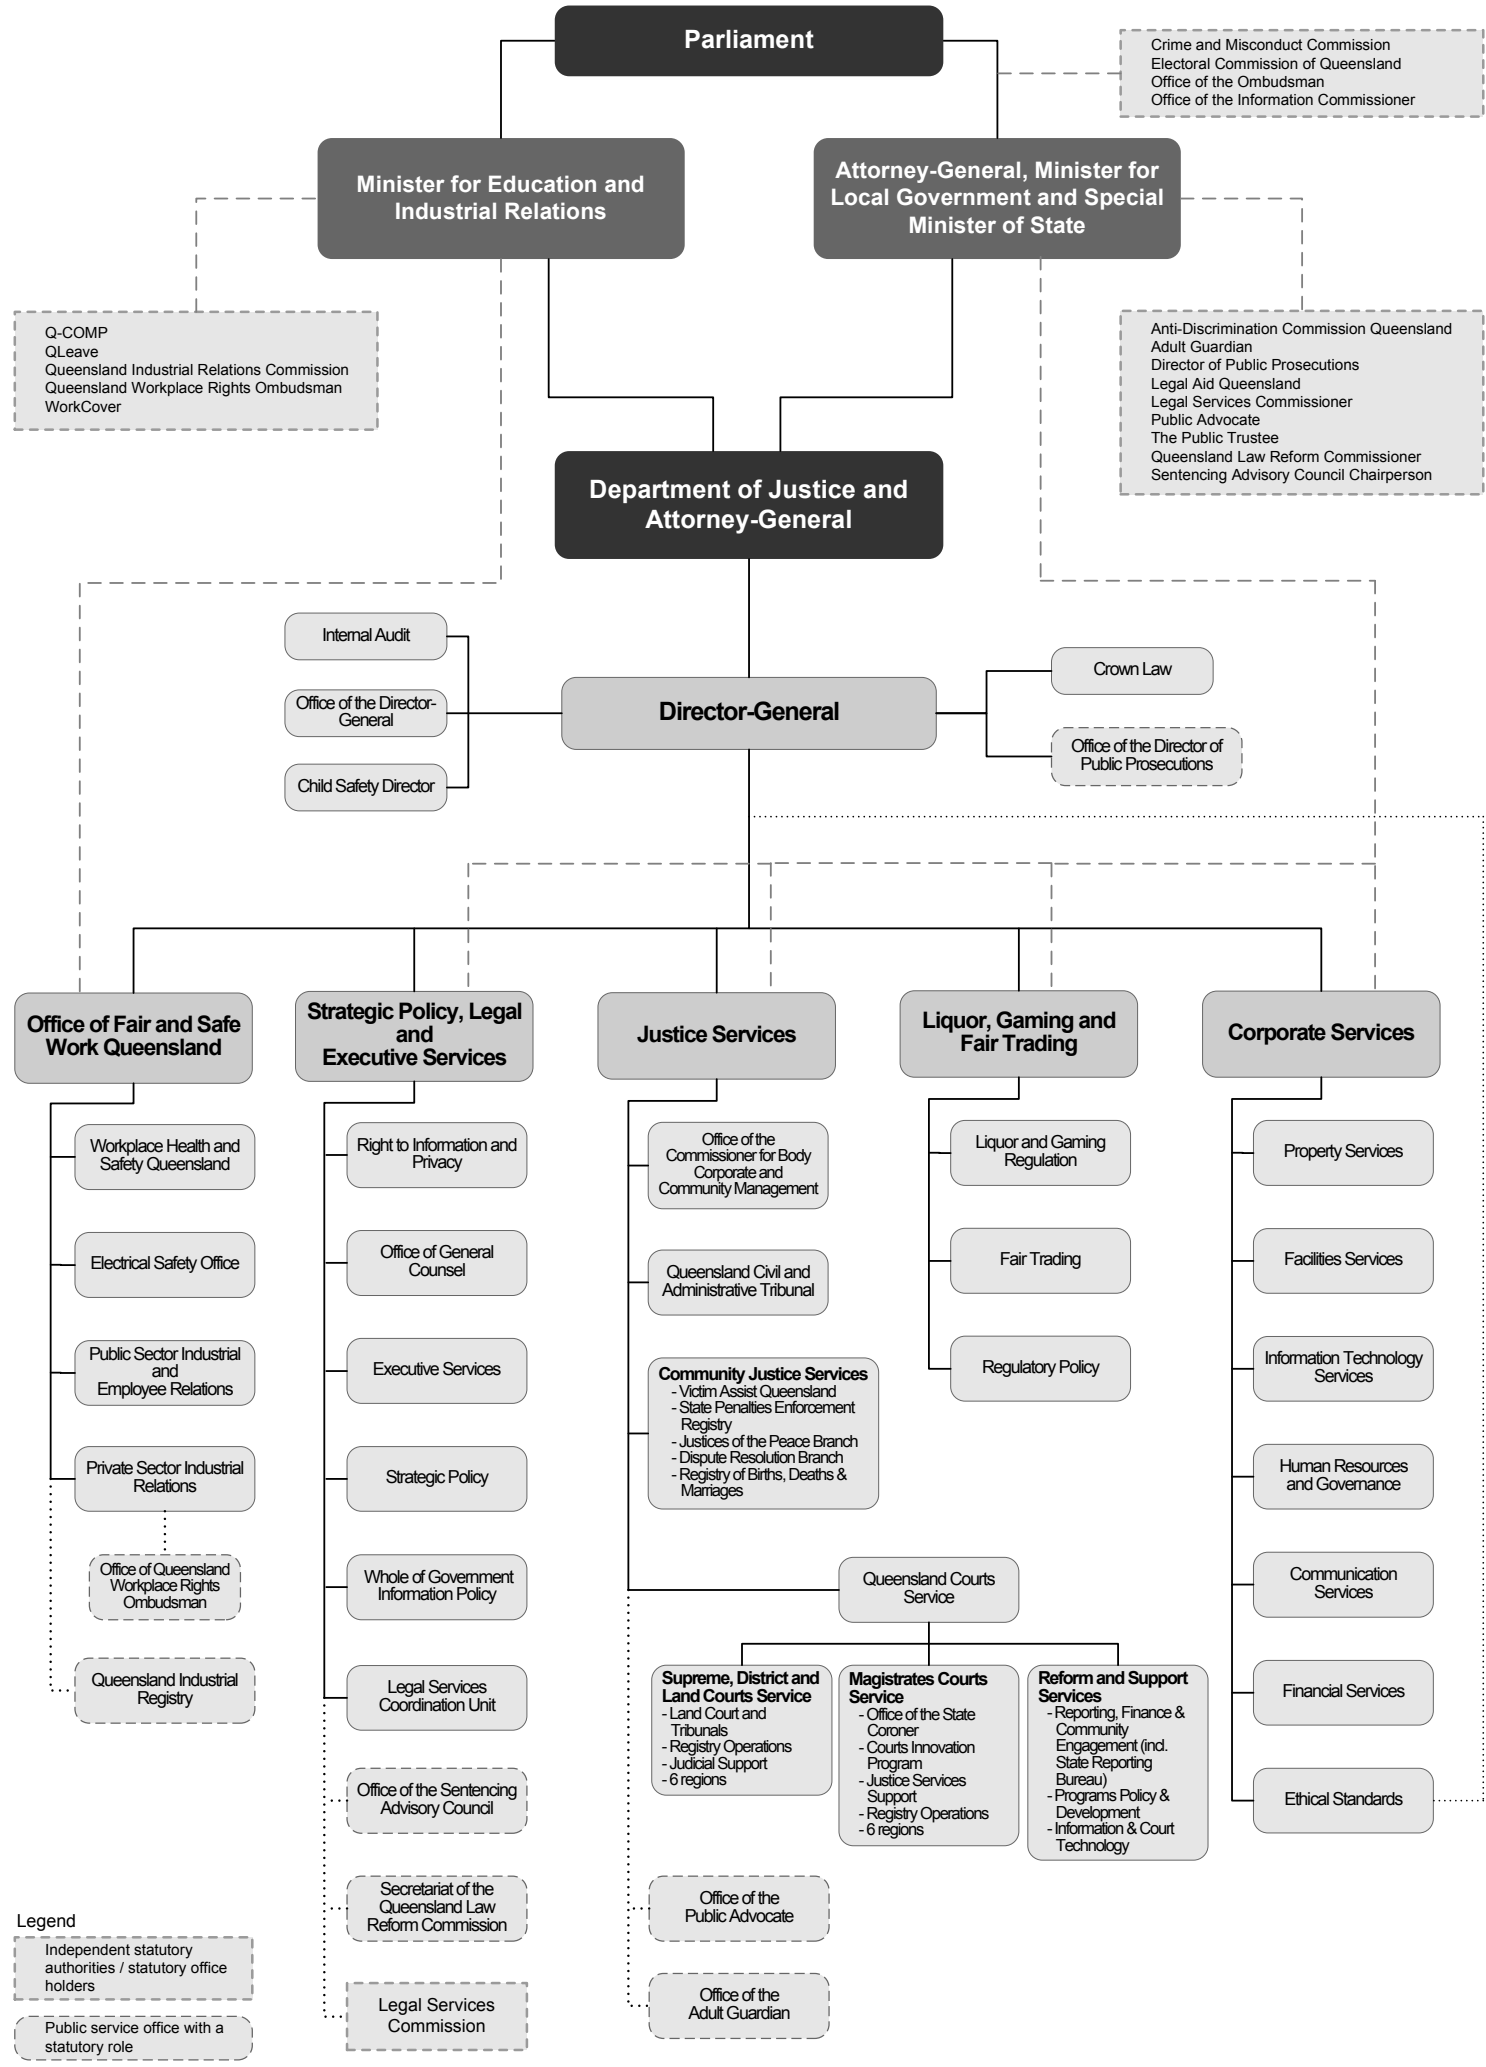 Parliament
Crime and Misconduct Commission
Electoral Commission of Queensland
Office of the Ombudsman
Office of the Information Commissioner
Minister for Education and
Industrial Relations
Attorney-General, Minister for
Local Government and Special
Minister of State
Q-COMP
QLeave
Queensland Industrial Relations Commission
Queensland Workplace Rights Ombudsman
WorkCover
Anti-Discrimination Commission Queensland
Adult Guardian
Director of Public Prosecutions
Legal Aid Queensland
Legal Services Commissioner
Public Advocate
The Public Trustee
Queensland Law Reform Commissioner
Sentencing Advisory Council Chairperson
Department of Justice and
Attorney-General
Internal Audit
Office of the Director-
General
Child Safety Director
Director-General
Crown Law
Office of the Director of
Public Prosecutions
Office of Fair and Safe
Work Queensland
Strategic Policy, Legal
and
Executive Services
Justice Services
Liquor, Gaming and
Fair Trading
Corporate Services
Workplace Health and
Safety Queensland
Electrical Safety Office
Public Sector Industrial
and
Employee Relations
Private Sector Industrial
Relations
Office of Queensland
Workplace Rights
Ombudsman
Queensland Industrial
Registry
Right to Information and
Privacy
Office of General
Counsel
Executive Services
Strategic Policy
Whole of Government
Information Policy
Legal Services
Coordination Unit
Office of the Sentencing
Advisory Council
Secretariat of the
Queensland Law
Reform Commission
Legal Services
Commission
Office of the
Commissioner for Body
Corporate and
Community Management
Queensland Civil and
Administrative Tribunal
Community Justice Services
- Victim Assist Queensland
- State Penalties Enforcement
Registry
- Justices of the Peace Branch
- Dispute Resolution Branch
- Registry of Births, Deaths &
Marriages
Queensland Courts
Service
Supreme, District and
Land Courts Service
- Land Court and
Tribunals
- Registry Operations
- Judicial Support
- 6 regions
Magistrates Courts
Service
- Office of the State
Coroner
- Courts Innovation
Program
- Justice Services
Support
- Registry Operations
- 6 regions
Reform and Support
Services
- Reporting, Finance &
Community
Engagement (incl.
State Reporting
Bureau)
- Programs Policy &
Development
- Information & Court
Technology
Office of the
Public Advocate
Office of the
Adult Guardian
Liquor and Gaming
Regulation
Fair Trading
Regulatory Policy
Property Services
Facilities Services
Information Technology
Services
Human Resources
and Governance
Communication
Services
Financial Services
Ethical Standards
Legend
Independent statutory
authorities / statutory office
holders
Public service office with a
statutory role